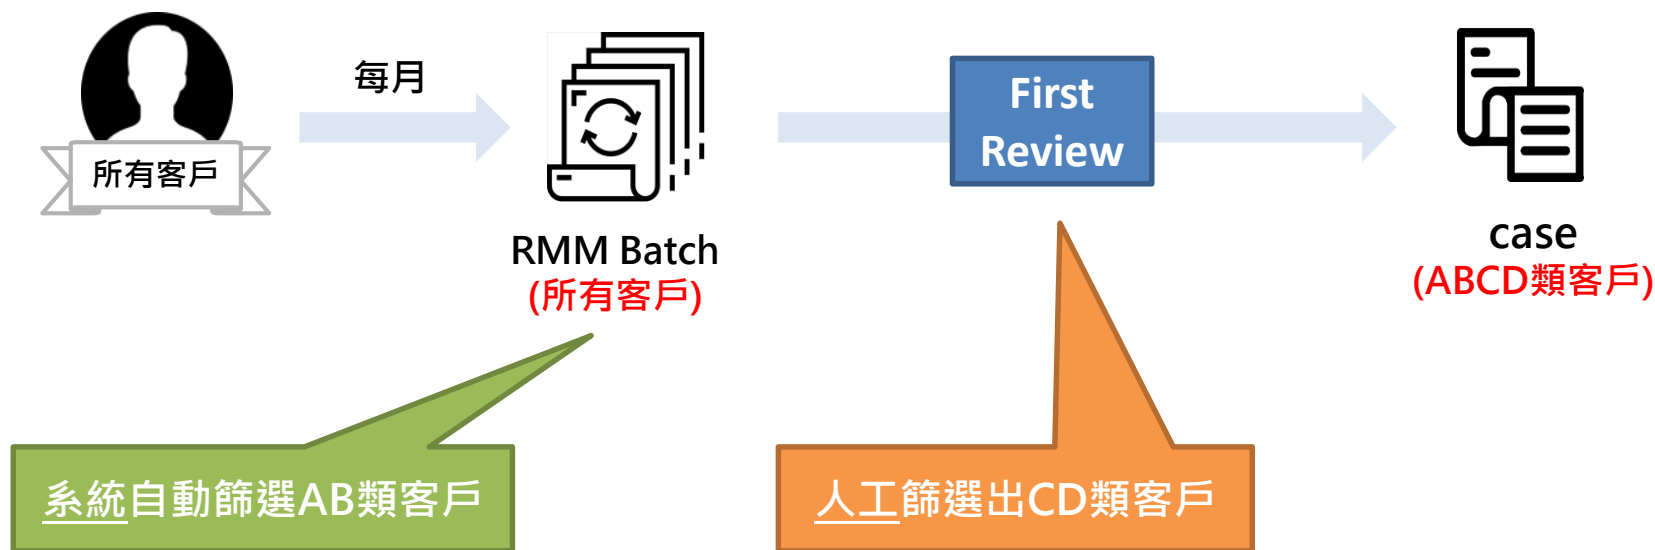 所有客戶
每月
RMM Batch
(所有客戶)
First
Review
case
(ABCD類客戶)
系統自動篩選AB類客戶
人工篩選出CD類客戶